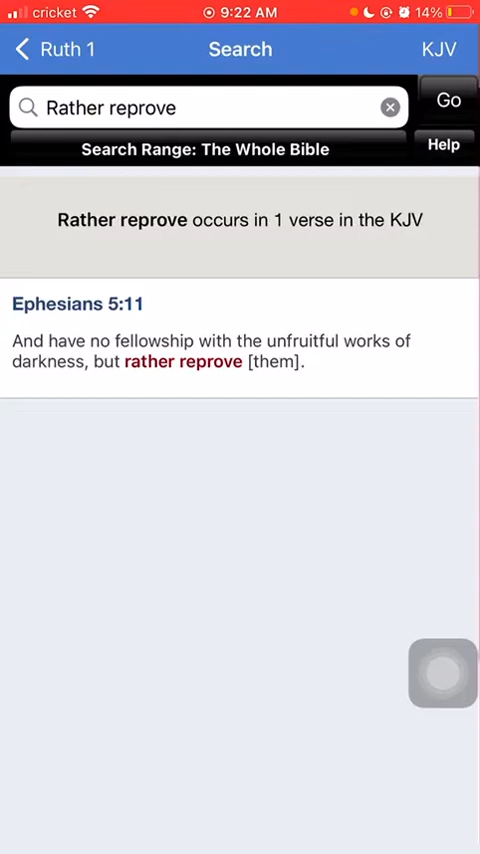 cricket 9:22 AM 14%
Ruth 1 Search KJV
Rather reprove Go
Search Range: The Whole Bible Help
Rather reprove occurs in 1 verse in the KJV
Ephesians 5:11
And have no fellowship with the unfruitful works of
darkness, but rather reprove [them].